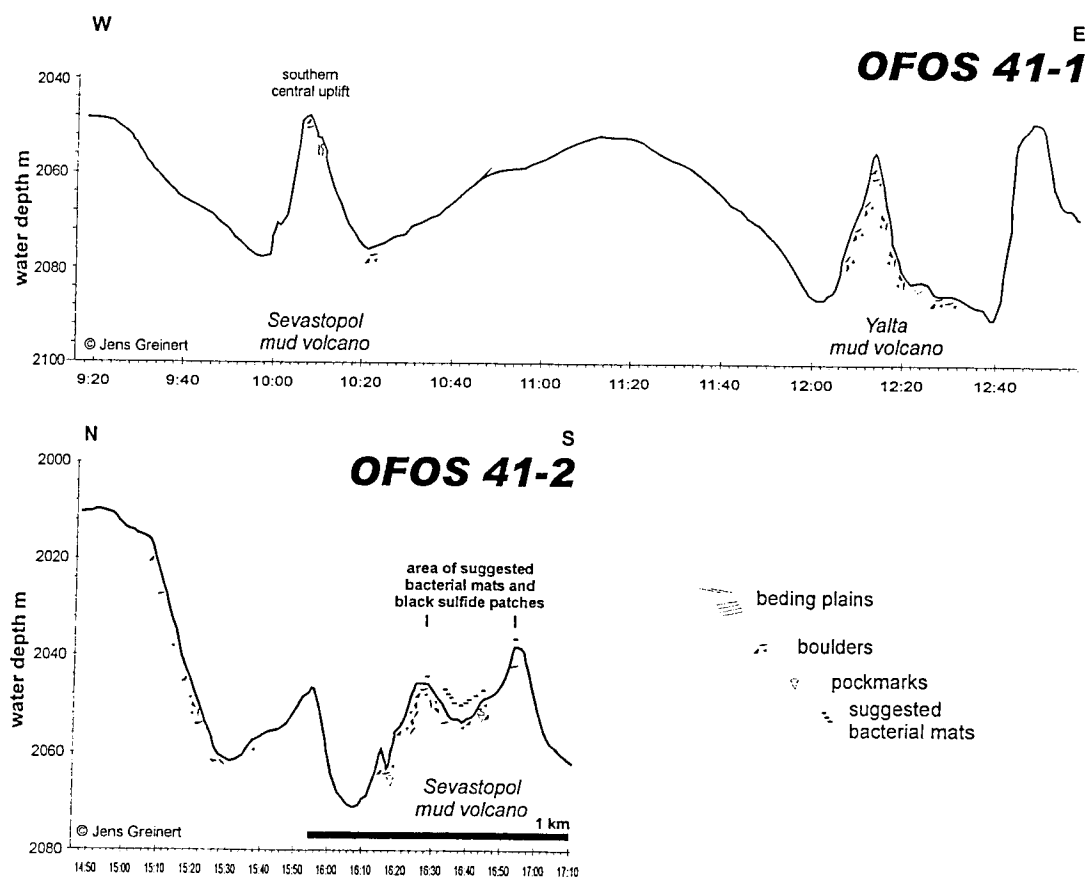 W
E
OFOS 41-1
southern
central uplift
water depth m
2040
2060
2080
2100
Sevastopol
mud volcano
Yalta
mud volcano
© Jens Greinert
9:20 9:40 10:00 10:20 10:40 11:00 11:20 11:40 12:00 12:20 12:40
N
S
OFOS 41-2
water depth m
2000
2020
2040
2060
2080
area of suggested
bacterial mats and
black sulfide patches
Sevastopol
mud volcano
1 km
© Jens Greinert
14:50 15:00 15:10 15:20 15:30 15:40 15:50 16:00 16:10 16:20 16:30 16:40 16:50 17:00 17:10
beding plains
boulders
pockmarks
suggested
bacterial mats